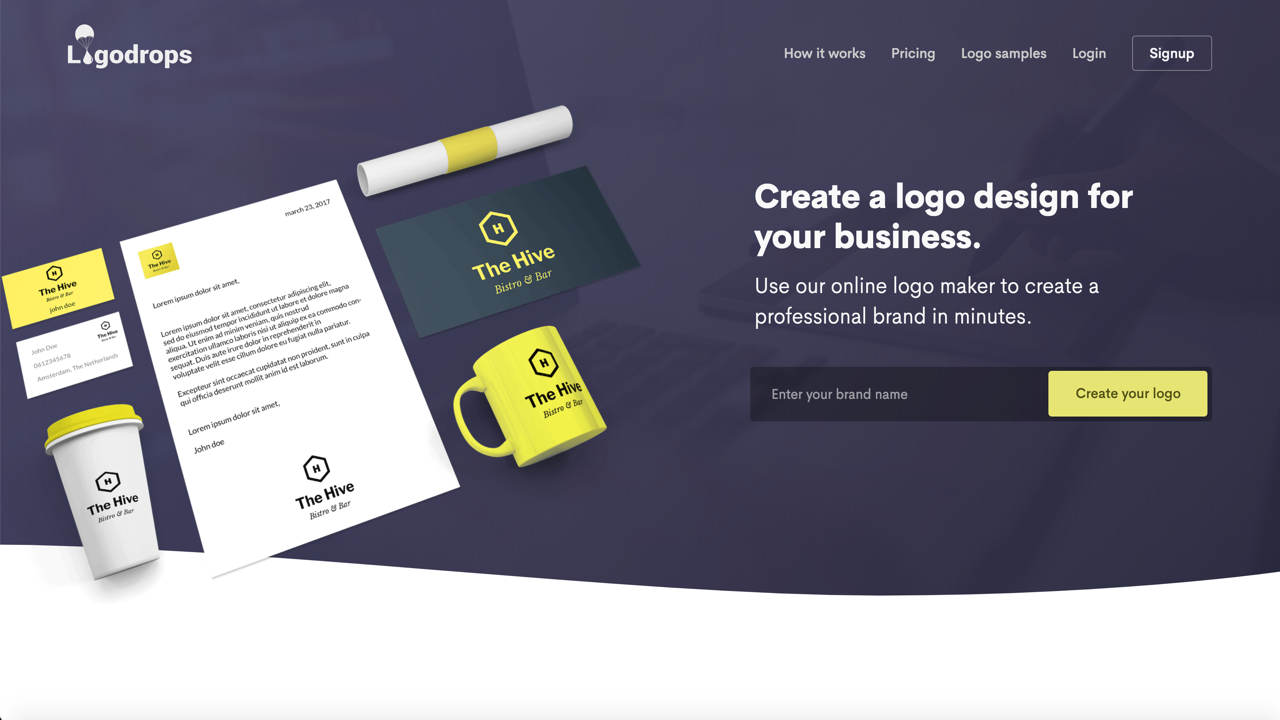 Logodrops
How it works
Pricing
Logo samples
Login
Signup
Create a logo design for
your business.
Use our online logo maker to create a
professional brand in minutes.
Enter your brand name
Create your logo
march 23, 2017
The Hive
Bistro & Bar
Lorem ipsum dolor sit amet,
Lorem ipsum dolor sit amet, consectetur adipiscing elit,
sed do eiusmod tempor incididunt ut labore et dolore magna
aliqua. Ut enim ad minim veniam, quis nostrud
exercitation ullamco laboris nisi ut aliquip ex ea commodo con-
sequat. Duis aute irure dolor in reprehenderit in
voluptate velit esse cillum dolore eu fugiat nulla pariatur.
Excepteur sint occaecat cupidatat non proident, sunt in culpa
qui officia deserunt mollit anim id est laborum.
Lorem ipsum dolor sit amet,
John doe
H
The Hive
Bistro & Bar
H
The Hive
Bistro & Bar
john doe
The Hive
John Doe
0612345678
Amsterdam, The Netherlands
H
The Hive
Bistro & Bar
H
The Hive
Bistro & Bar
H
The Hive
Bistro & Bar